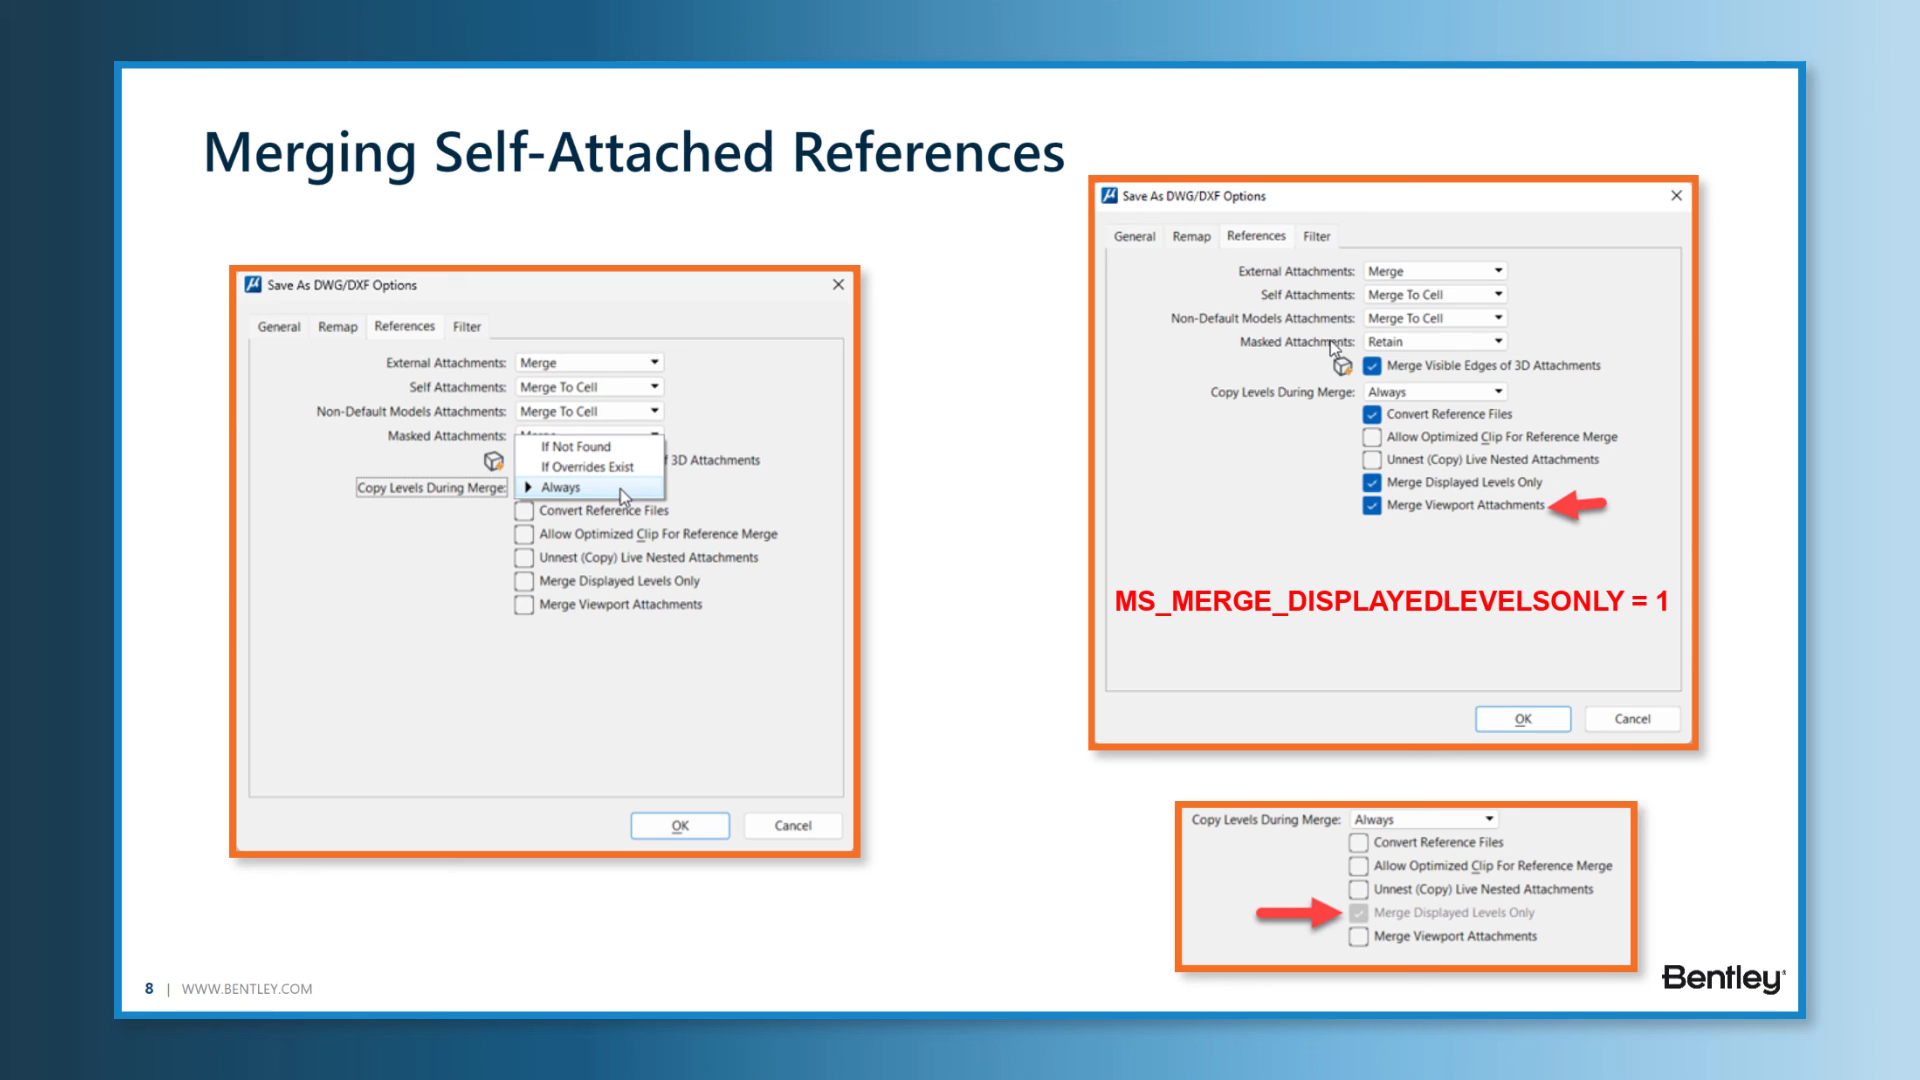 Merging Self-Attached References
Save As DWG/DXF Options
General Remap References Filter
External Attachments: Merge
Self Attachments: Merge To Cell
Non-Default Models Attachments: Merge To Cell
Masked Attachments:
If Not Found
If Overrides Exist
3D Attachments
Copy Levels During Merge: Always
Convert Reference Files
Allow Optimized Clip For Reference Merge
Unnest (Copy) Live Nested Attachments
Merge Displayed Levels Only
Merge Viewport Attachments
OK Cancel
Save As DWG/DXF Options
General Remap References Filter
External Attachments: Merge
Self Attachments: Merge To Cell
Non-Default Models Attachments: Merge To Cell
Masked Attachments: Retain
Merge Visible Edges of 3D Attachments
Copy Levels During Merge: Always
Convert Reference Files
Allow Optimized Clip For Reference Merge
Unnest (Copy) Live Nested Attachments
Merge Displayed Levels Only
Merge Viewport Attachments
MS_MERGE_DISPLAYEDLEVELSONLY = 1
OK Cancel
Copy Levels During Merge: Always
Convert Reference Files
Allow Optimized Clip For Reference Merge
Unnest (Copy) Live Nested Attachments
Merge Displayed Levels Only
Merge Viewport Attachments
8 | WWW.BENTLEY.COM
Bentley